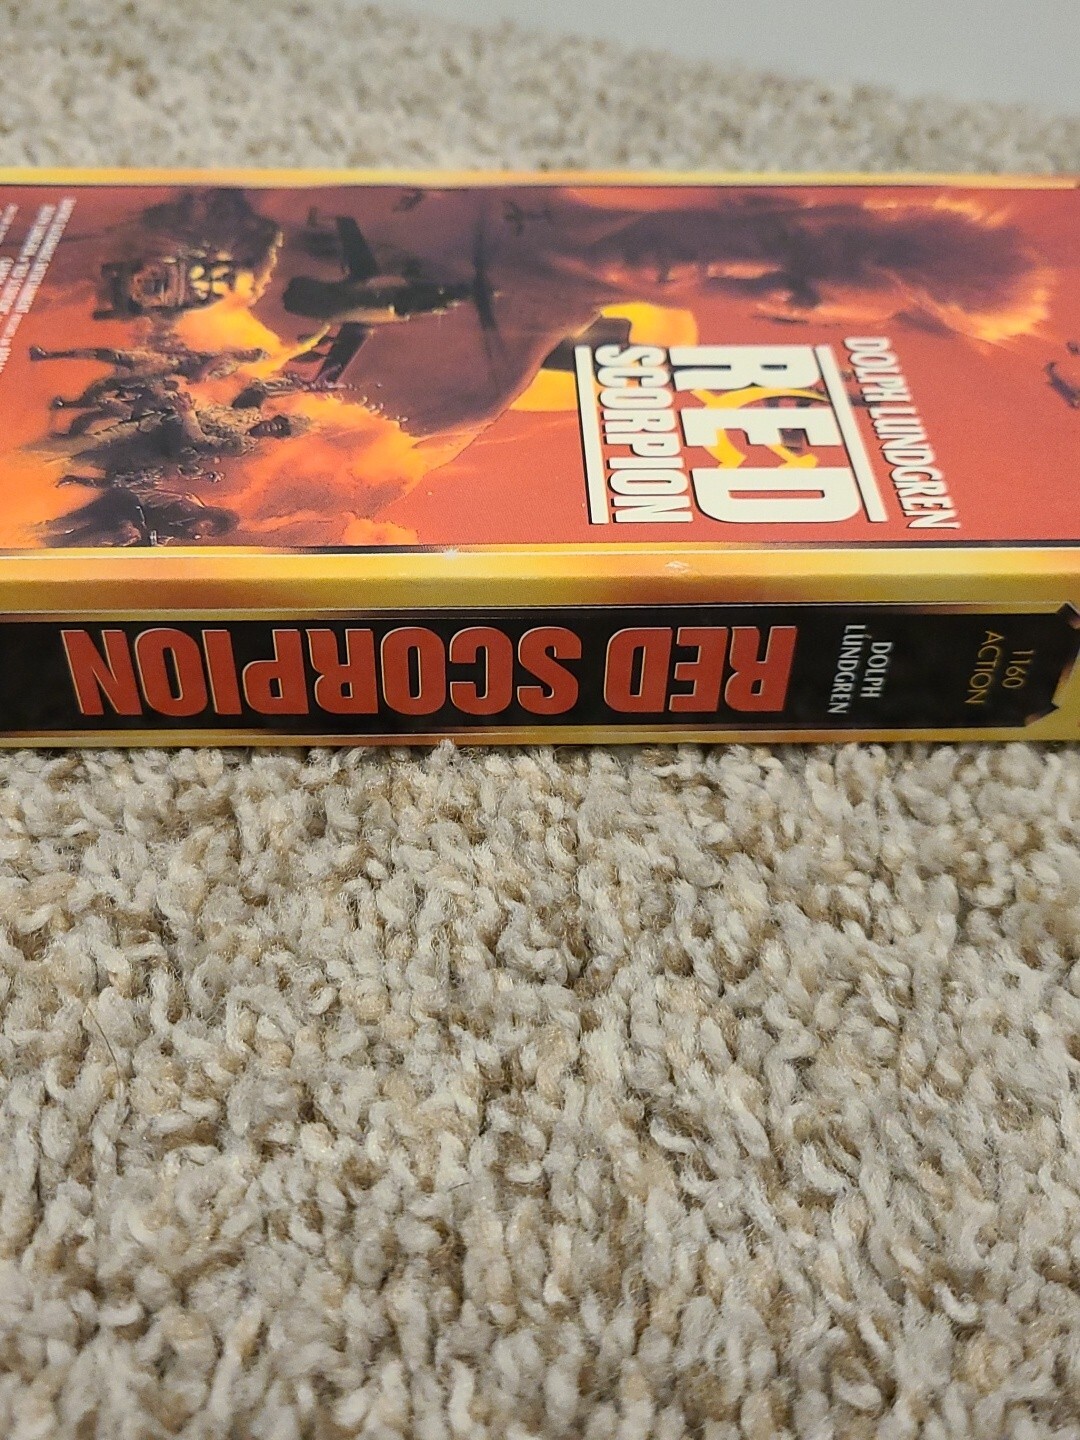 DOLPH LUNDGREN
RED
SCORPION
1160
ACTION
DOLPH
LUNDGREN
RED SCORPION